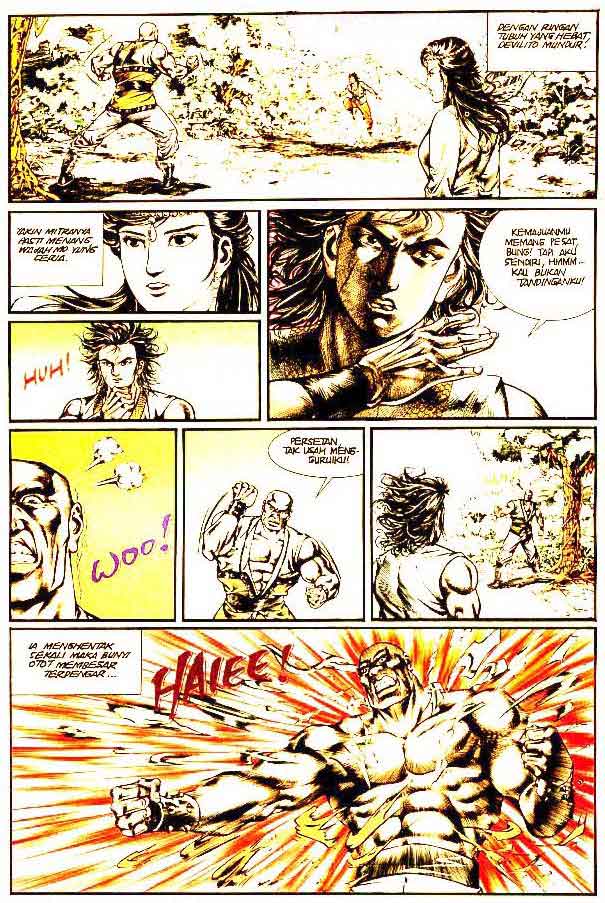 DENGAN RINGAN
TUBUH YANG HEBAT,
DEVILITO MUNDUR!
YAKIN MITRANYA
PASTI MENANG,
WAJAH MO YUNG
CERIA.
KEMAJUANMU
MEMANG PESAT,
BUNG! TAPI AKU
SENDIRI, HMMM...
KAU BUKAN
TANDINGANKU!
HUH!
WOO!
PERSETAN,
TAK USAH MENG-
GURUIKU!
IA MENGHENTAK
SEKALI MAKA BUNYI
OTOT MEMBESAR
TERDENGAR...
HAIEE!